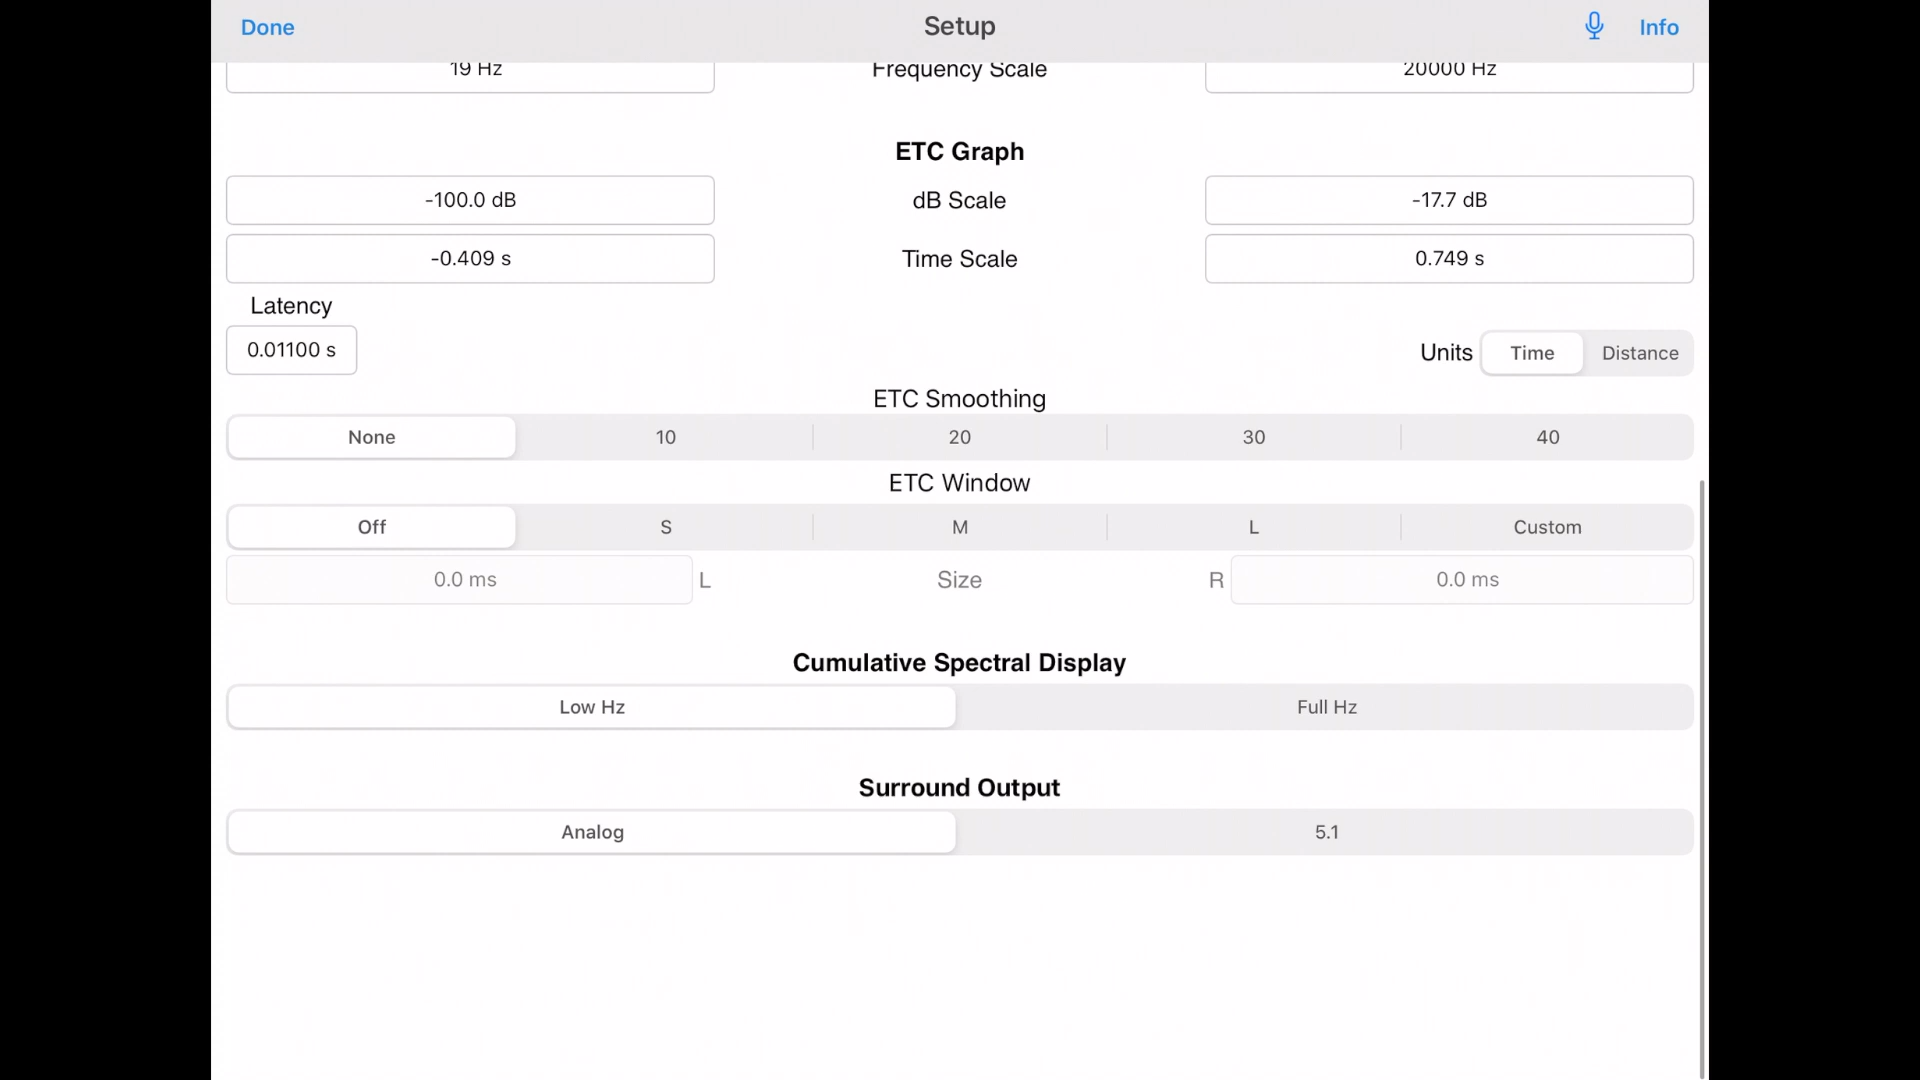 Done Setup Info
19 Hz Frequency Scale 20000 Hz
ETC Graph
-100.0 dB dB Scale -17.7 dB
-0.409 s Time Scale 0.749 s
Latency
0.01100 s Units Time Distance
ETC Smoothing
None 10 20 30 40
ETC Window
Off S M L Custom
0.0 ms L Size R 0.0 ms
Cumulative Spectral Display
Low Hz Full Hz
Surround Output
Analog 5.1